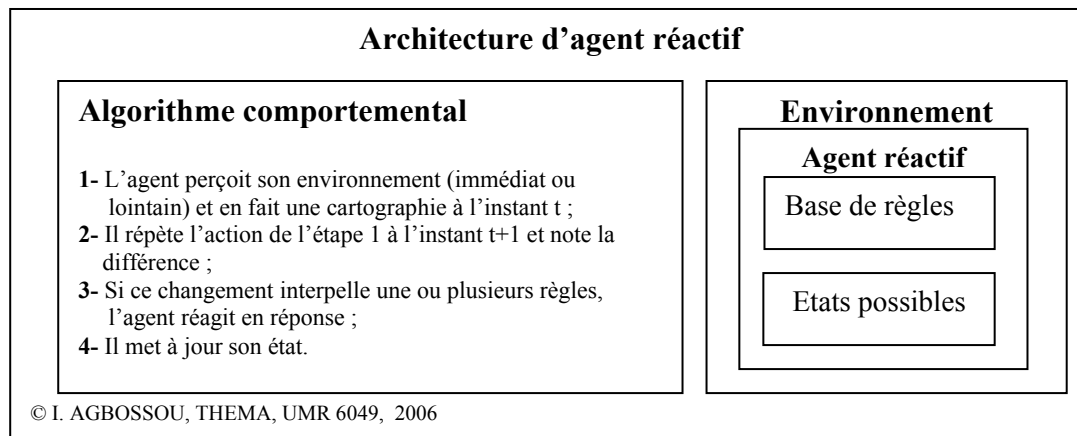 Architecture d'agent réactif
Algorithme comportemental
1- L'agent perçoit son environnement (immédiat ou
lointain) et en fait une cartographie à l'instant t ;
2- Il répète l'action de l'étape 1 à l'instant t+1 et note la
différence ;
3- Si ce changement interpelle une ou plusieurs règles,
l'agent réagit en réponse ;
4- Il met à jour son état.
Environnement
Agent réactif
Base de règles
Etats possibles
© I. AGBOSSOU, THEMA, UMR 6049, 2006